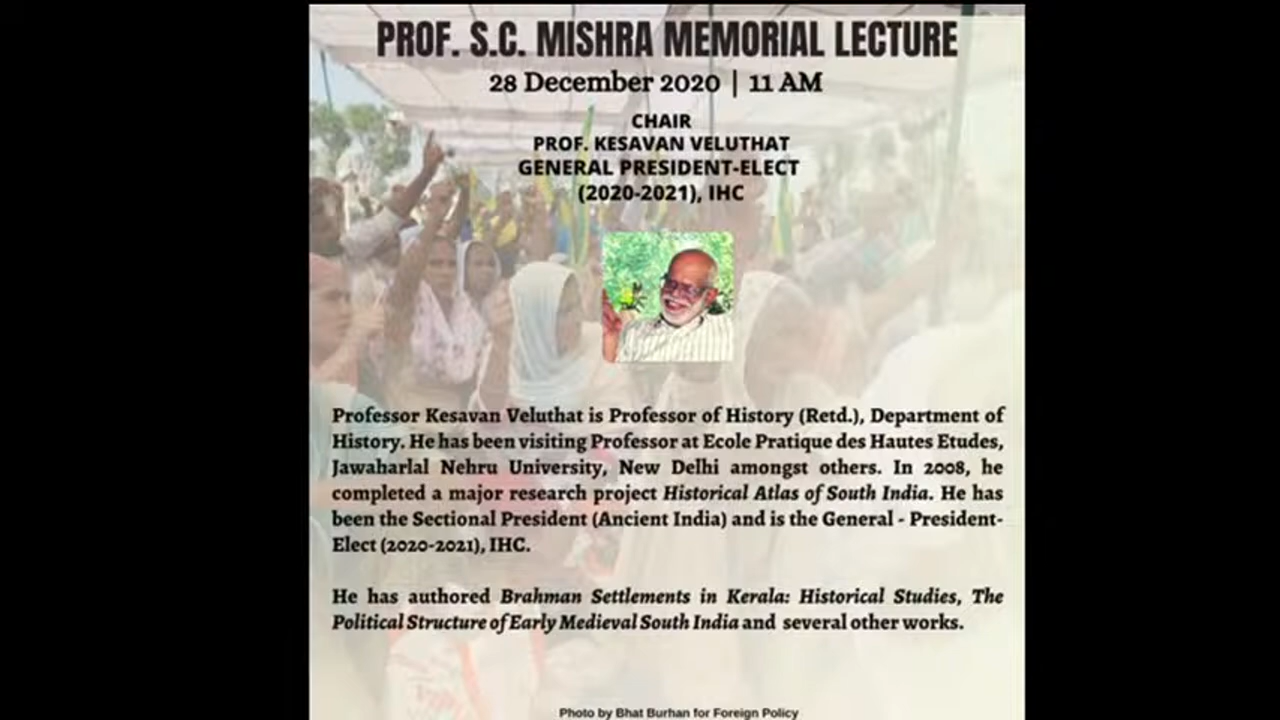 PROF. S.C. MISHRA MEMORIAL LECTURE
28 December 2020 | 11 AM
CHAIR
PROF. KESAVAN VELUTHAT
GENERAL PRESIDENT-ELECT
(2020-2021), IHC
Professor Kesavan Veluthat is Professor of History (Retd.), Department of
History. He has been visiting Professor at Ecole Pratique des Hautes Etudes,
Jawaharlal Nehru University, New Delhi amongst others. In 2008, he
completed a major research project Historical Atlas of South India. He has
been the Sectional President (Ancient India) and is the General - President-
Elect (2020-2021), IHC.
He has authored Brahman Settlements in Kerala: Historical Studies, The
Political Structure of Early Medieval South India and several other works.
Photo by Bhat Burhan for Foreign Policy